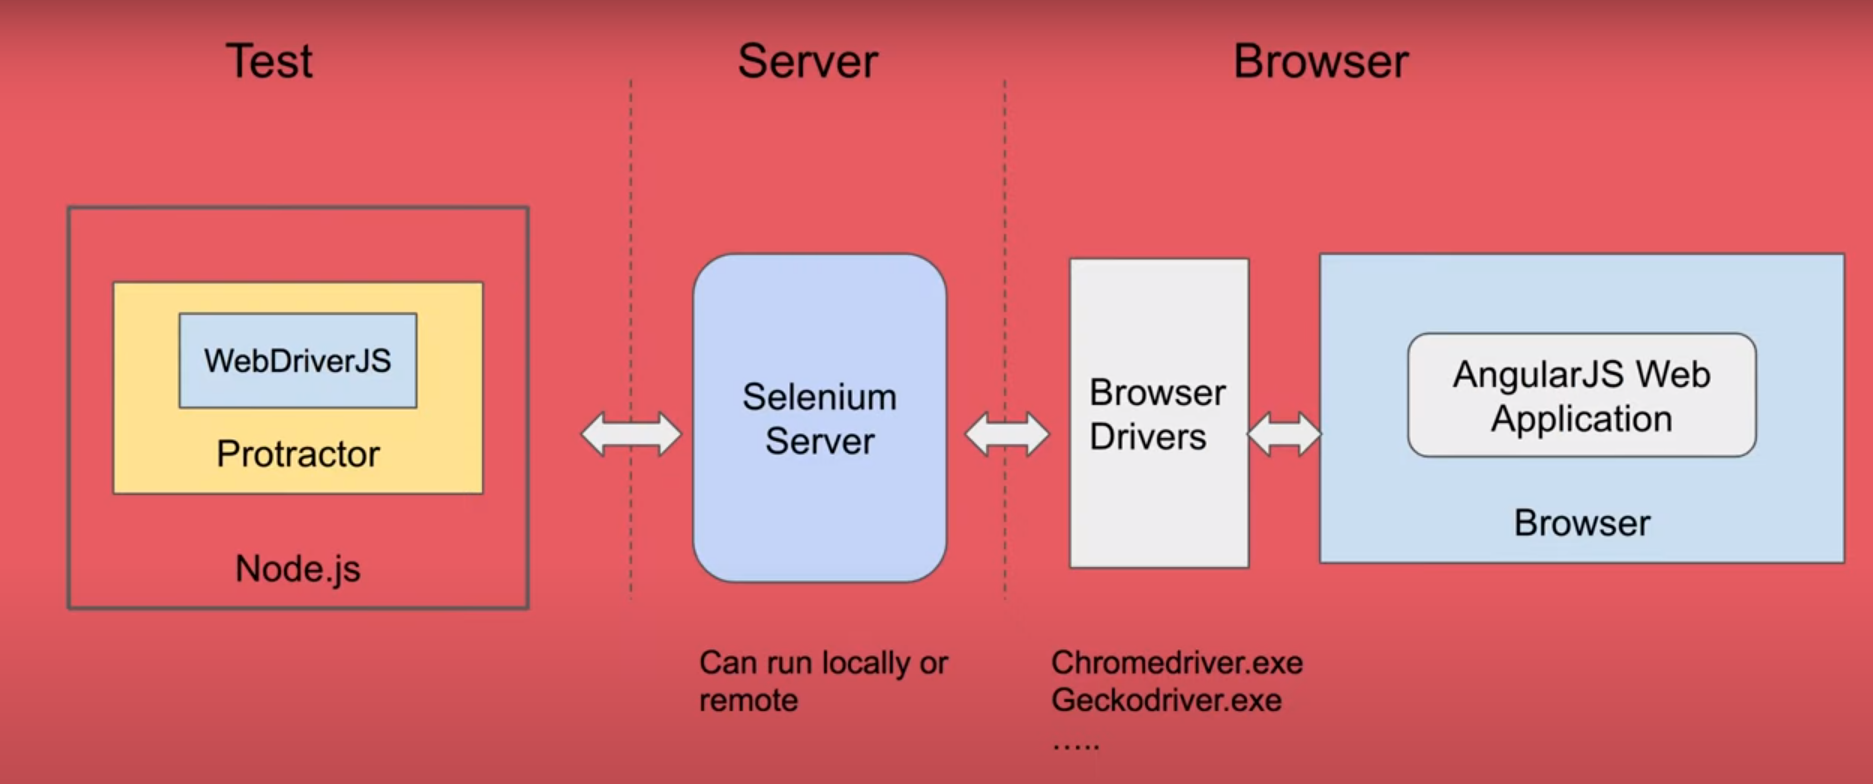 Test
Server
Browser
WebDriverJS
Protractor
Node.js
Selenium
Server
Browser
Drivers
AngularJS Web
Application
Browser
Can run locally or
remote
Chromedriver.exe
Geckodriver.exe
.....